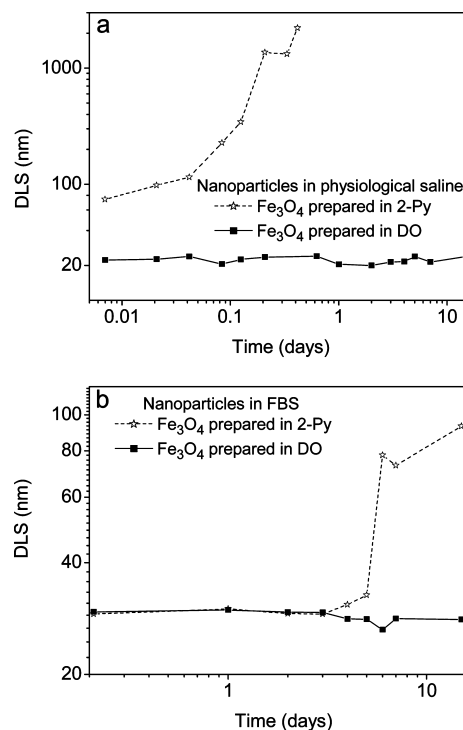 a
1000
100
20
DLS (nm)
Nanoparticles in physiological saline
Fe₃O₄ prepared in 2-Py
Fe₃O₄ prepared in DO
0.01 0.1 1 10
Time (days)
b
100
80
60
40
20
DLS (nm)
Nanoparticles in FBS
Fe₃O₄ prepared in 2-Py
Fe₃O₄ prepared in DO
1 10
Time (days)